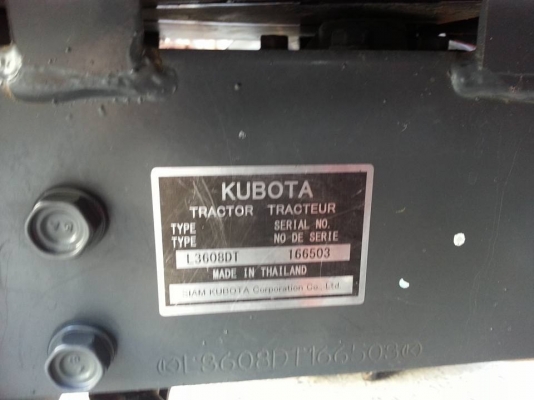 KUBOTA
TRACTOR TRACTEUR
TYPE SERIAL NO.
TYPE NO DE SERIE
L3608DT 166503
MADE IN THAILAND
SIAM KUBOTA Corporation Co., Ltd.
L3608DT166503